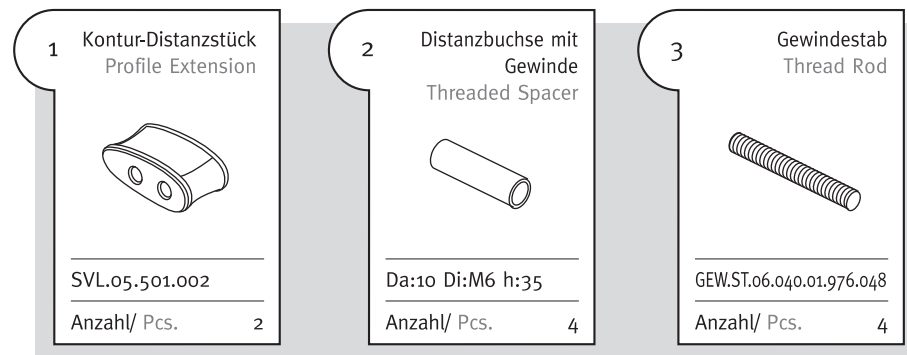 1
Kontur-Distanzstück
Profile Extension
SVL.05.501.002
Anzahl/ Pcs. 2
2
Distanzbuchse mit
Gewinde
Threaded Spacer
Da:10 Di:M6 h:35
Anzahl/ Pcs. 4
3
Gewindestab
Thread Rod
GEW.ST.06.040.01.976.048
Anzahl/ Pcs. 4